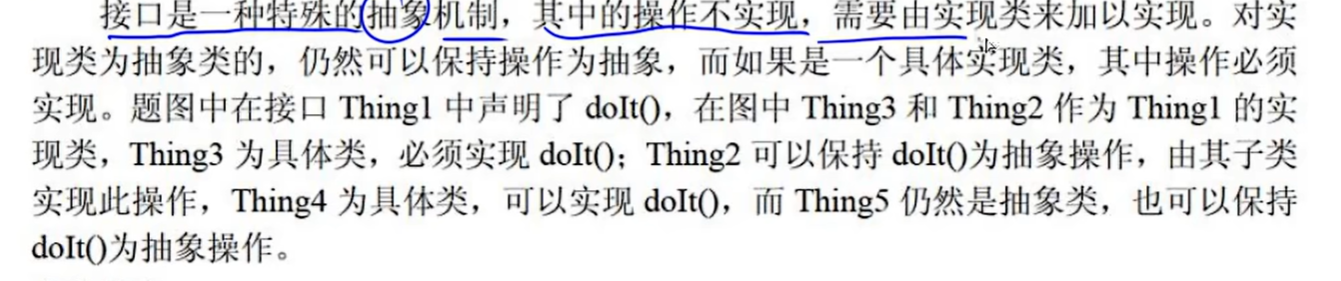 接口是一种特殊的抽象机制，其中的操作不实现，需要由实现类来加以实现。对实
现类为抽象类的，仍然可以保持操作为抽象，而如果是一个具体实现类，其中操作必须
实现。题图中在接口 Thing1 中声明了 doIt()，在图中 Thing3 和 Thing2 作为 Thing1 的实
现类，Thing3 为具体类，必须实现 doIt()；Thing2 可以保持 doIt()为抽象操作，由其子类
实现此操作，Thing4 为具体类，可以实现 doIt()，而 Thing5 仍然是抽象类，也可以保持
doIt()为抽象操作。